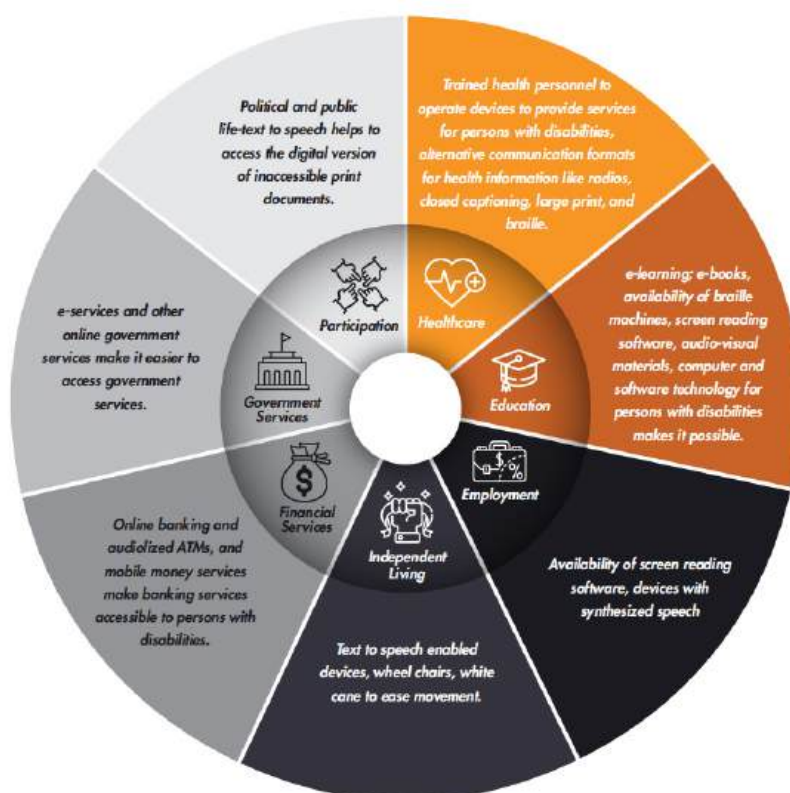 Trained health personnel to
operate devices to provide services
for persons with disabilities,
alternative communication formats
for health information like radios,
closed captioning, large print, and
braille.
Healthcare
e-learning; e-books,
availability of braille
machines, screen reading
software, audio-visual
materials, computer and
software technology for
persons with disabilities
makes it possible.
Education
Employment
Availability of screen reading
software, devices with
synthesized speech
Independent
Living
Text to speech enabled
devices, wheel chairs, white
cane to ease movement.
Financial
Services
Online banking and
audiolized ATMs, and
mobile money services
make banking services
accessible to persons with
disabilities.
Government
Services
e-services and other
online government
services make it easier to
access government
services.
Participation
Political and public
life-text to speech helps to
access the digital version
of inaccessible print
documents.